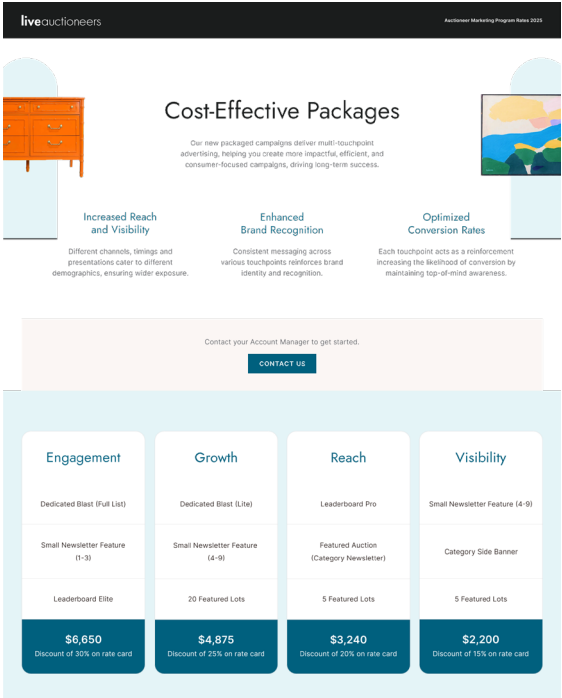 liveauctioneers
Auctioneer Marketing Program Rates 2025
Cost-Effective Packages
Our new packaged campaigns deliver multi-touchpoint
advertising, helping you create more impactful, efficient, and
consumer-focused campaigns, driving long-term success.
Increased Reach
and Visibility
Different channels, timings and
presentations cater to different
demographics, ensuring wider exposure.
Enhanced
Brand Recognition
Consistent messaging across
various touchpoints reinforces brand
identity and recognition.
Optimized
Conversion Rates
Each touchpoint acts as a reinforcement
increasing the likelihood of conversion by
maintaining top-of-mind awareness.
Contact your Account Manager to get started.
CONTACT US
Engagement
Dedicated Blast (Full List)
Small Newsletter Feature
(1-3)
Leaderboard Elite
$6,650
Discount of 30% on rate card
Growth
Dedicated Blast (Lite)
Small Newsletter Feature
(4-9)
20 Featured Lots
$4,875
Discount of 25% on rate card
Reach
Leaderboard Pro
Featured Auction
(Category Newsletter)
5 Featured Lots
$3,240
Discount of 20% on rate card
Visibility
Small Newsletter Feature (4-9)
Category Side Banner
5 Featured Lots
$2,200
Discount of 15% on rate card